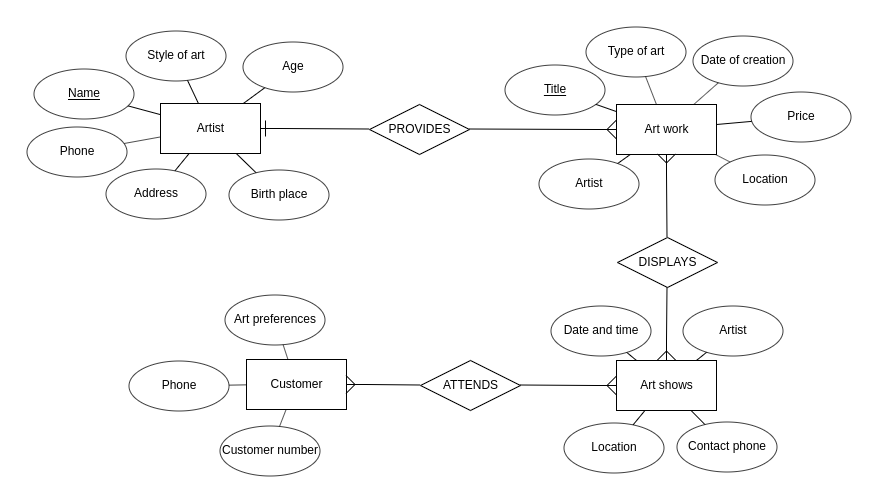 Style of art
Age
Name
Artist
Phone
Address
Birth place
PROVIDES
Type of art
Date of creation
Title
Price
Art work
Artist
Location
DISPLAYS
Art preferences
Phone
Customer
Customer number
ATTENDS
Date and time
Artist
Art shows
Location
Contact phone